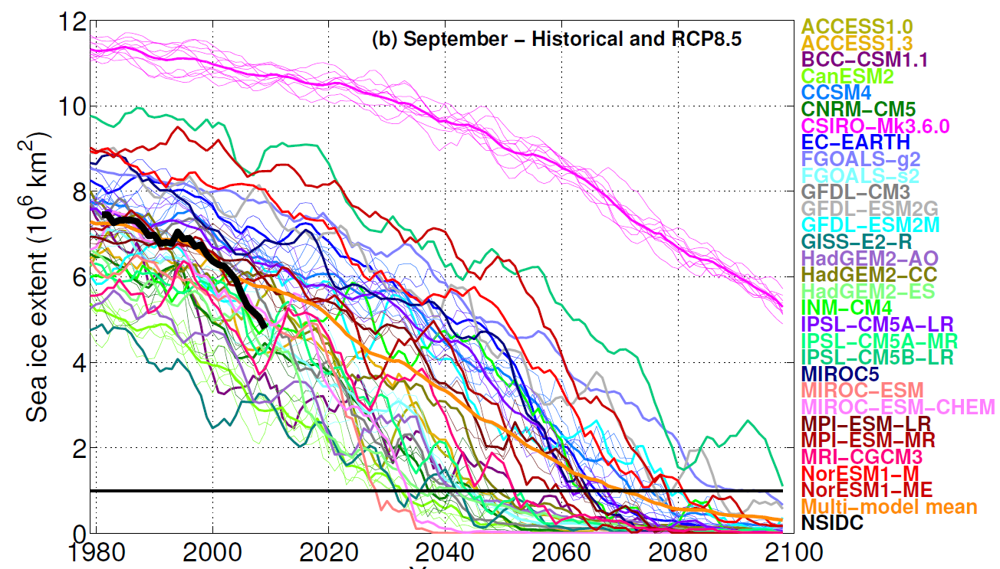 (b) September − Historical and RCP8.5
Sea ice extent (10⁶ km²)
12
10
8
6
4
2
0
1980 2000 2020 2040 2060 2080 2100
ACCESS1.0
ACCESS1.3
BCC−CSM1.1
CanESM2
CCSM4
CNRM−CM5
CSIRO−Mk3.6.0
EC−EARTH
FGOALS−g2
FGOALS−s2
GFDL−CM3
GFDL−ESM2G
GFDL−ESM2M
GISS−E2−R
HadGEM2−AO
HadGEM2−CC
HadGEM2−ES
INM−CM4
IPSL−CM5A−LR
IPSL−CM5A−MR
IPSL−CM5B−LR
MIROC5
MIROC−ESM
MIROC−ESM−CHEM
MPI−ESM−LR
MPI−ESM−MR
MRI−CGCM3
NorESM1−M
NorESM1−ME
Multi−model mean
NSIDC